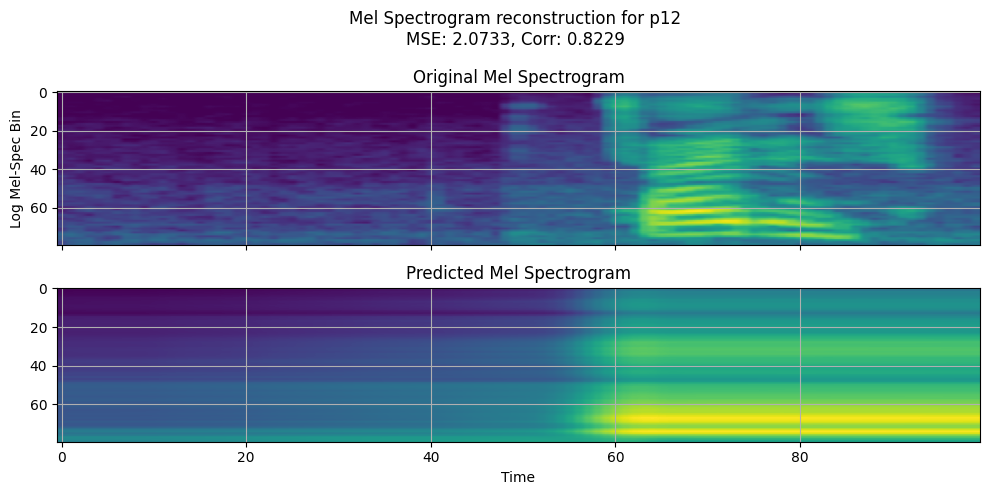 Mel Spectrogram reconstruction for p12
MSE: 2.0733, Corr: 0.8229
Original Mel Spectrogram
Log Mel-Spec Bin
0
20
40
60
Predicted Mel Spectrogram
0
20
40
60
0 20 40 60 80
Time